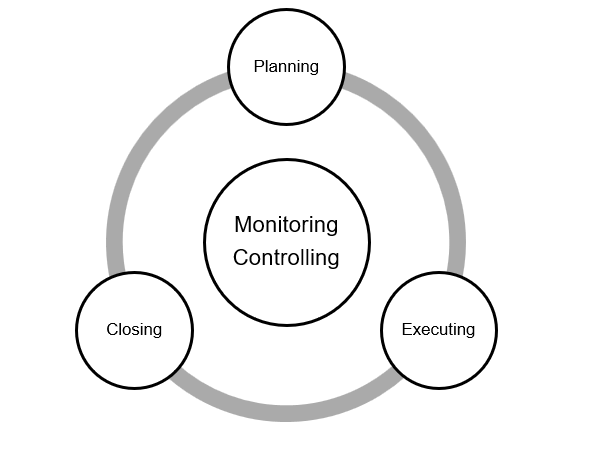 Planning
Monitoring
Controlling
Closing
Executing